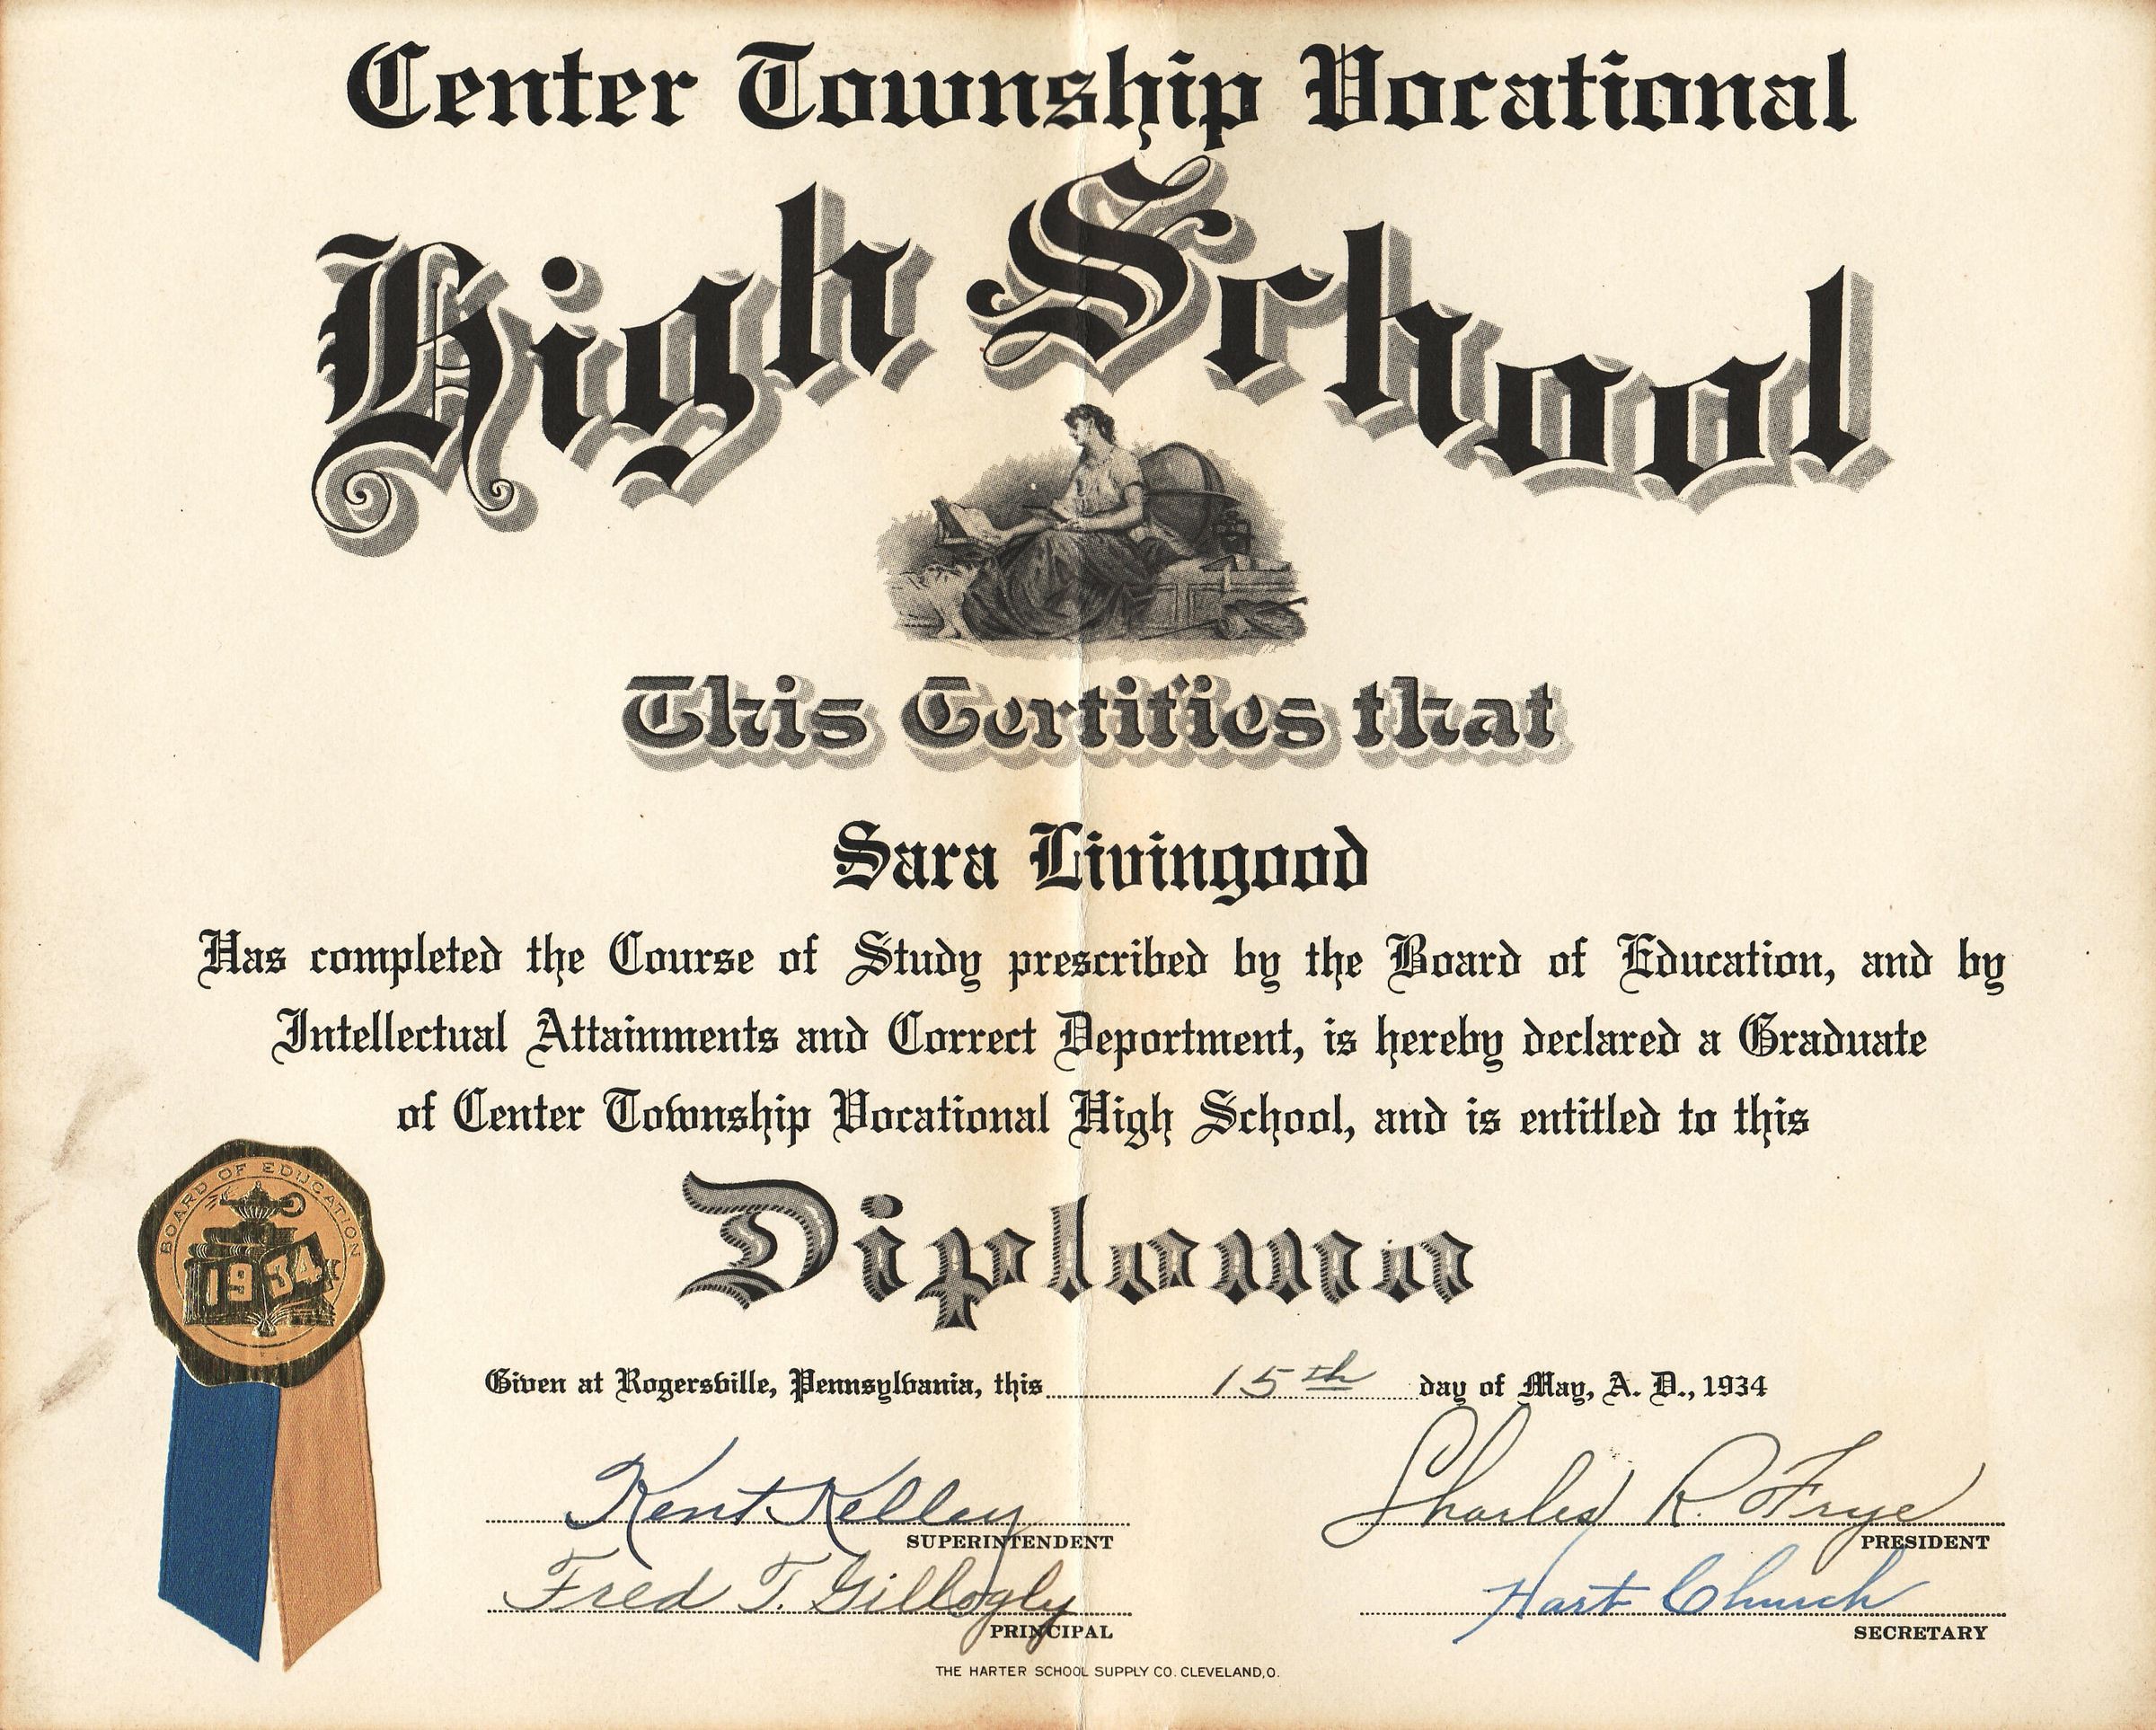 Center Township Vocational
High School
This Certifies that
Sara Livingood
Has completed the Course of Study prescribed by the Board of Education, and by
Intellectual Attainments and Correct Deportment, is hereby declared a Graduate
of Center Township Vocational High School, and is entitled to this
Diploma
BOARD OF EDUCATION
1934
Given at Rogersville, Pennsylvania, this 15th day of May, A. D., 1934
Kent Kelley
SUPERINTENDENT
Charles R. Frye
PRESIDENT
Fred T. Gillogly
PRINCIPAL
Hart Church
SECRETARY
THE HARTER SCHOOL SUPPLY CO. CLEVELAND, O.